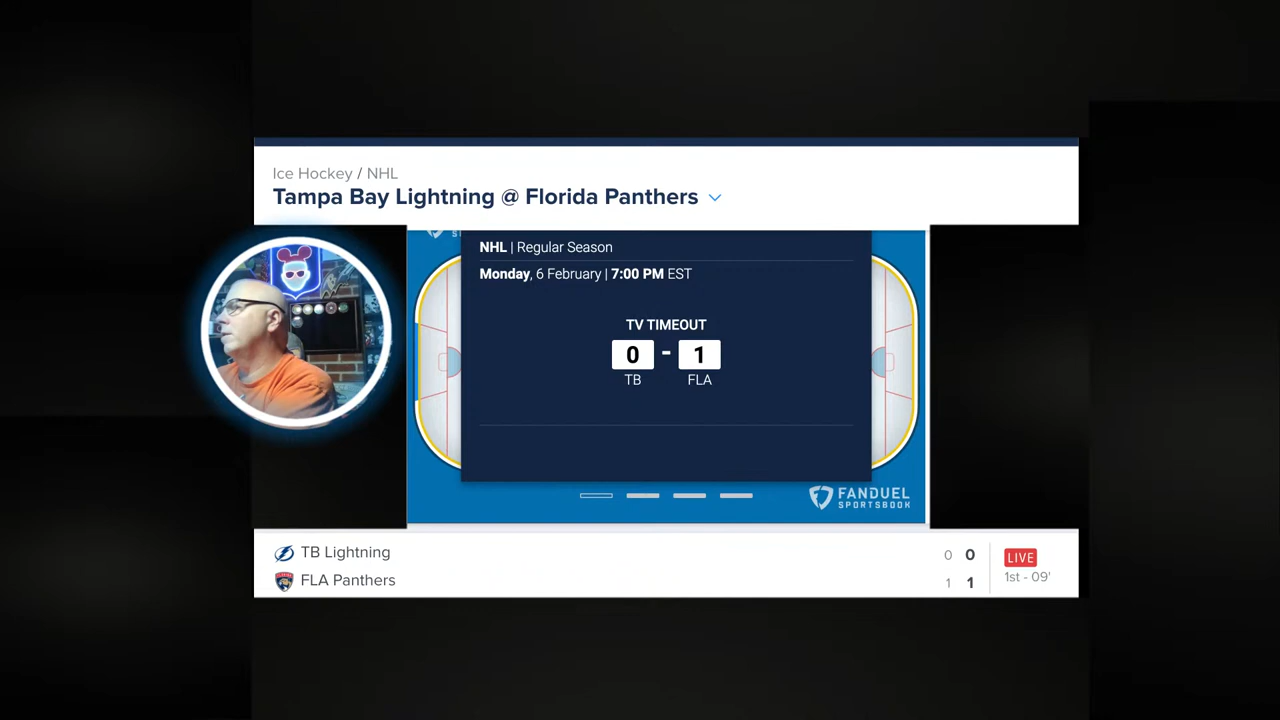 Ice Hockey / NHL
Tampa Bay Lightning @ Florida Panthers
NHL | Regular Season
Monday, 6 February | 7:00 PM EST
TV TIMEOUT
0 - 1
TB FLA
FANDUEL
SPORTSBOOK
TB Lightning 0 0
FLA Panthers 1 1
LIVE
1st - 09'